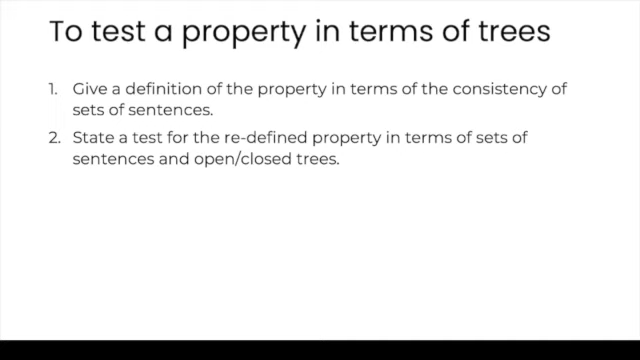 To test a property in terms of trees
1. Give a definition of the property in terms of the consistency of
sets of sentences.
2. State a test for the re-defined property in terms of sets of
sentences and open/closed trees.